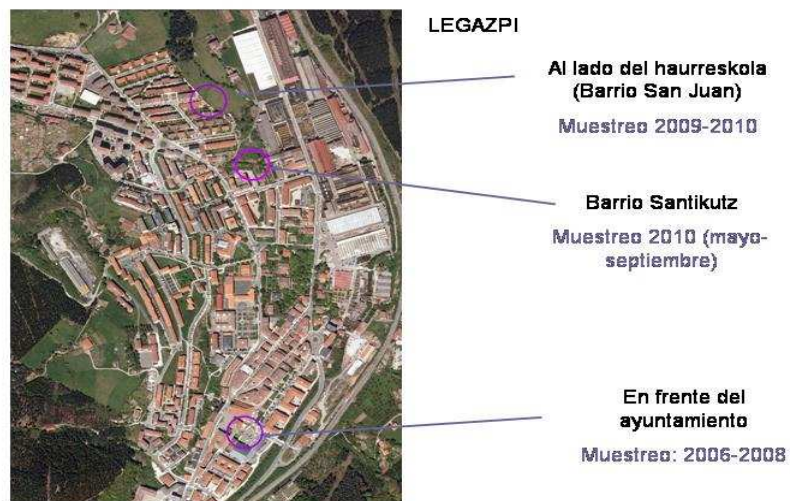 LEGAZPI
Al lado del haurreskola
(Barrio San Juan)
Muestreo 2009-2010
Barrio Santikutz
Muestreo 2010 (mayo-
septiembre)
En frente del
ayuntamiento
Muestreo: 2006-2008